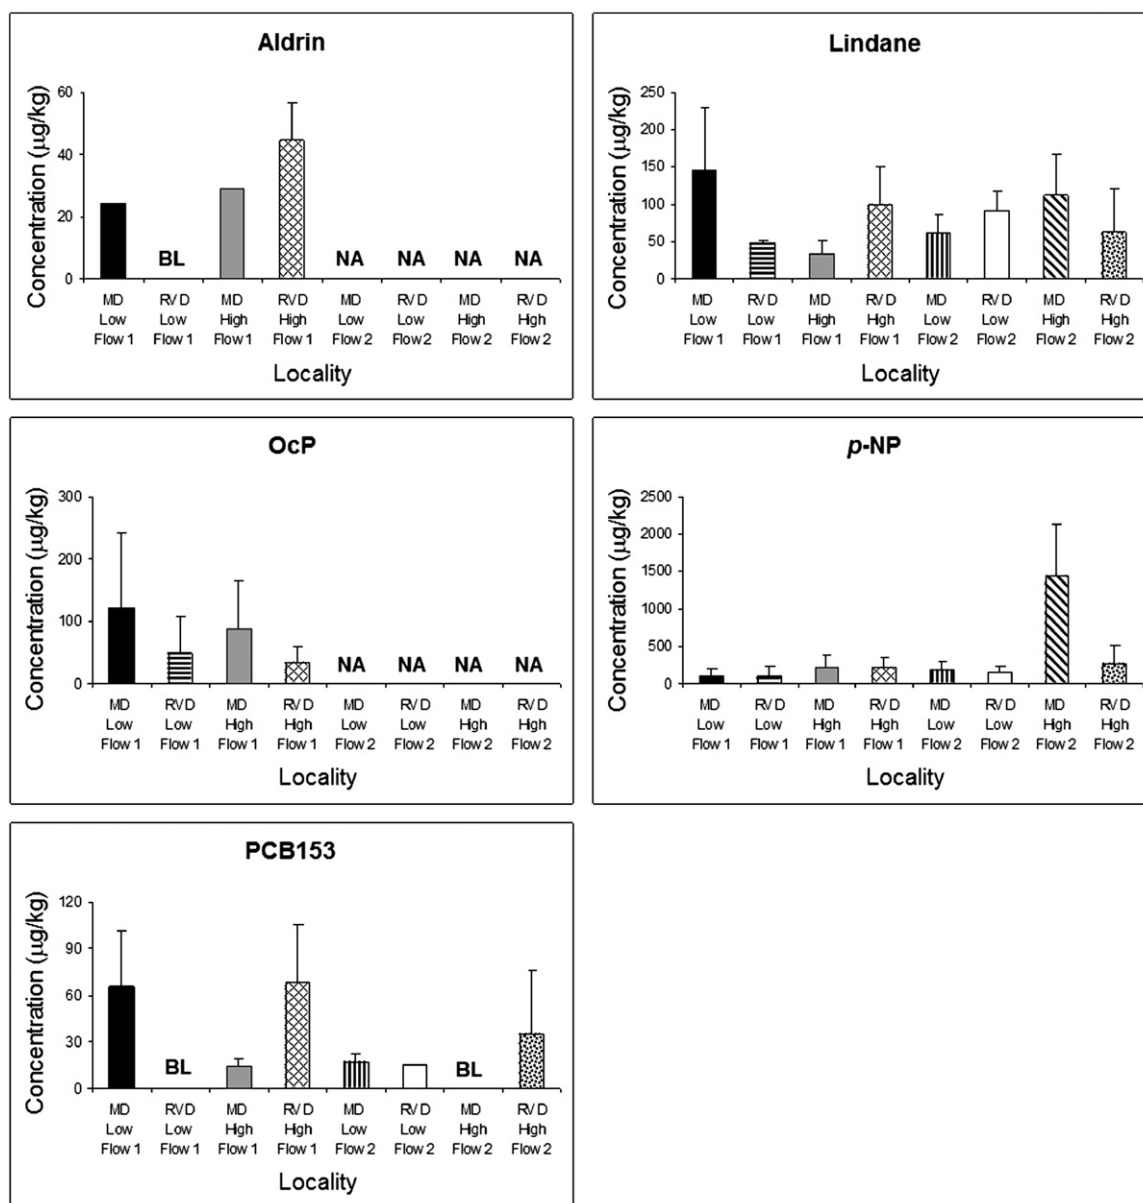 Aldrin
Concentration (µg/kg)
60
40
20
0
BL
NA
NA
NA
NA
MD RVD MD RVD MD RVD MD RVD
Low Low High High Low Low High High
Flow 1 Flow 1 Flow 1 Flow 1 Flow 2 Flow 2 Flow 2 Flow 2
Locality
Lindane
Concentration (µg/kg)
250
200
150
100
50
0
MD RVD MD RVD MD RVD MD RVD
Low Low High High Low Low High High
Flow 1 Flow 1 Flow 1 Flow 1 Flow 2 Flow 2 Flow 2 Flow 2
Locality
OcP
Concentration (µg/kg)
300
200
100
0
NA
NA
NA
NA
MD RVD MD RVD MD RVD MD RVD
Low Low High High Low Low High High
Flow 1 Flow 1 Flow 1 Flow 1 Flow 2 Flow 2 Flow 2 Flow 2
Locality
p-NP
Concentration (µg/kg)
2500
2000
1500
1000
500
0
MD RVD MD RVD MD RVD MD RVD
Low Low High High Low Low High High
Flow 1 Flow 1 Flow 1 Flow 1 Flow 2 Flow 2 Flow 2 Flow 2
Locality
PCB153
Concentration (µg/kg)
120
90
60
30
0
BL
BL
MD RVD MD RVD MD RVD MD RVD
Low Low High High Low Low High High
Flow 1 Flow 1 Flow 1 Flow 1 Flow 2 Flow 2 Flow 2 Flow 2
Locality